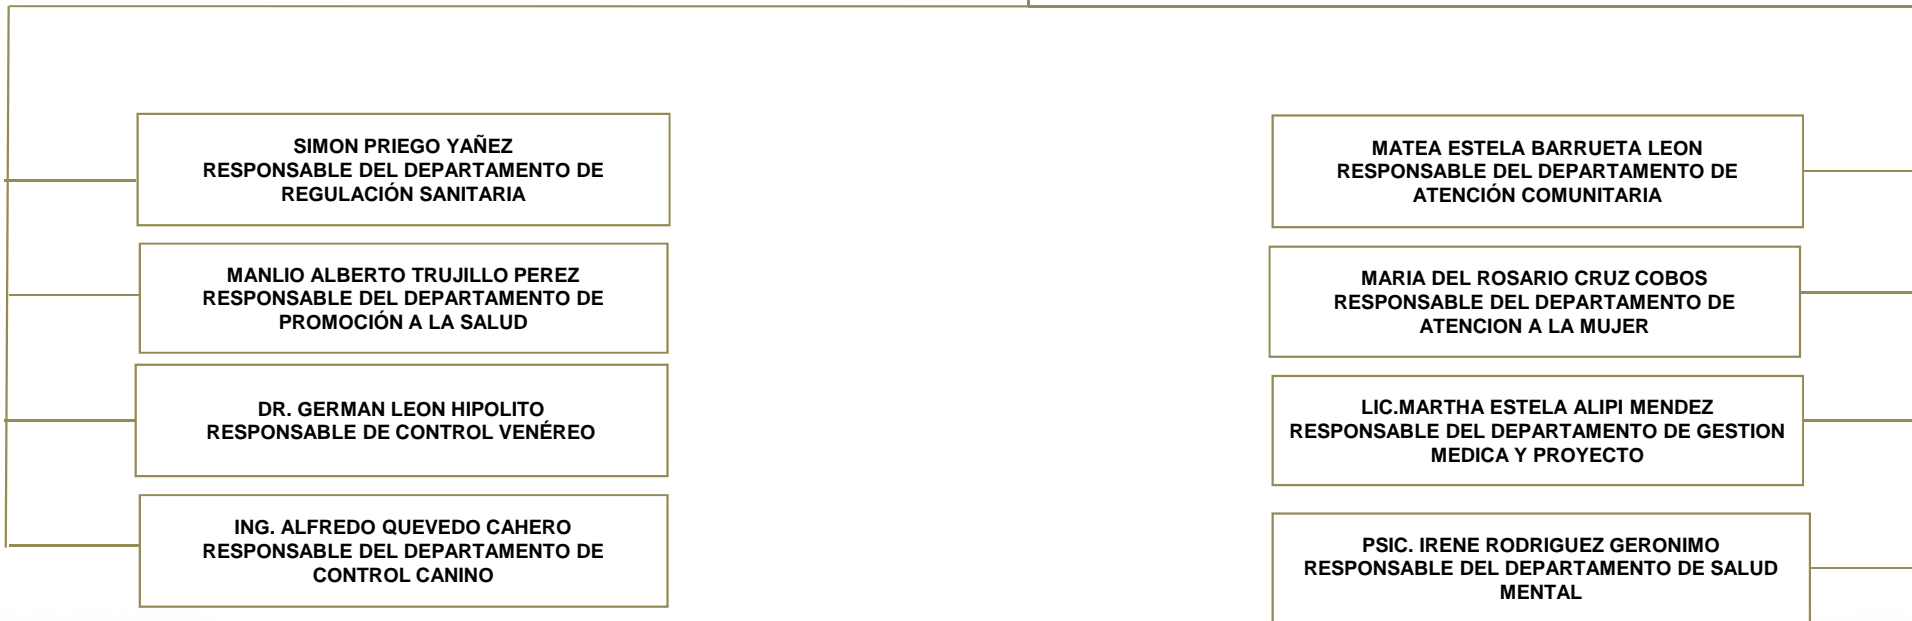 SIMON PRIEGO YAÑEZ
RESPONSABLE DEL DEPARTAMENTO DE
REGULACIÓN SANITARIA
MANLIO ALBERTO TRUJILLO PEREZ
RESPONSABLE DEL DEPARTAMENTO DE
PROMOCIÓN A LA SALUD
DR. GERMAN LEON HIPOLITO
RESPONSABLE DE CONTROL VENÉREO
ING. ALFREDO QUEVEDO CAHERO
RESPONSABLE DEL DEPARTAMENTO DE
CONTROL CANINO
MATEA ESTELA BARRUETA LEON
RESPONSABLE DEL DEPARTAMENTO DE
ATENCIÓN COMUNITARIA
MARIA DEL ROSARIO CRUZ COBOS
RESPONSABLE DEL DEPARTAMENTO DE
ATENCION A LA MUJER
LIC.MARTHA ESTELA ALIPI MENDEZ
RESPONSABLE DEL DEPARTAMENTO DE GESTION
MEDICA Y PROYECTO
PSIC. IRENE RODRIGUEZ GERONIMO
RESPONSABLE DEL DEPARTAMENTO DE SALUD
MENTAL